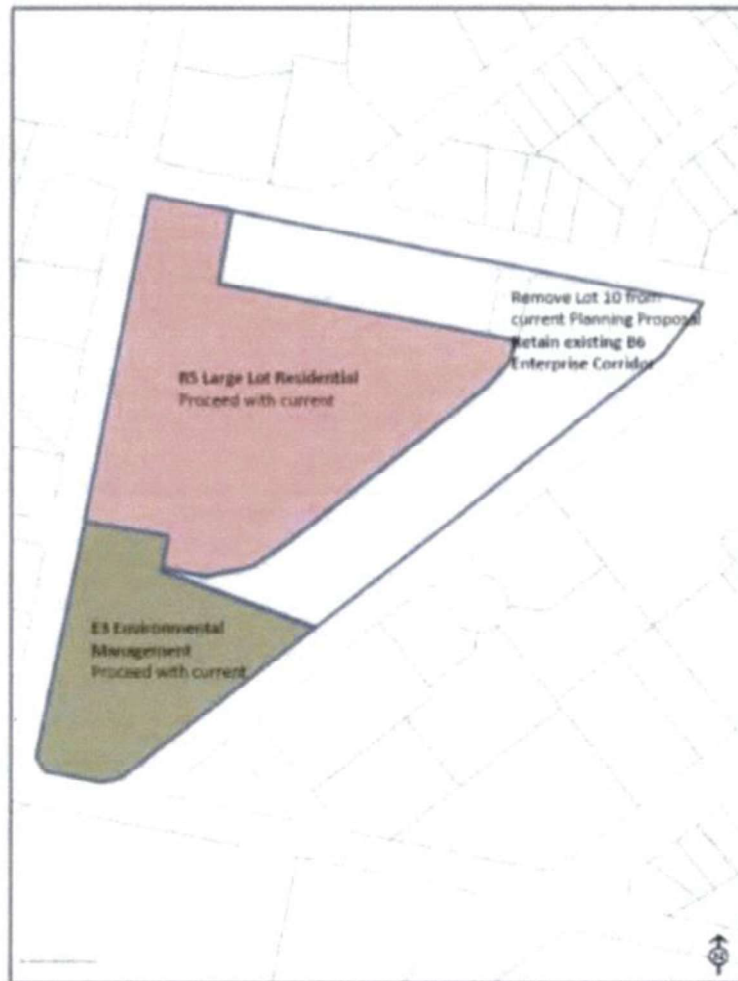 Remove Lot 10 from
current Planning Proposal
Retain existing B6
Enterprise Corridor
R5 Large Lot Residential
Proceed with current
E3 Environmental
Management
Proceed with current